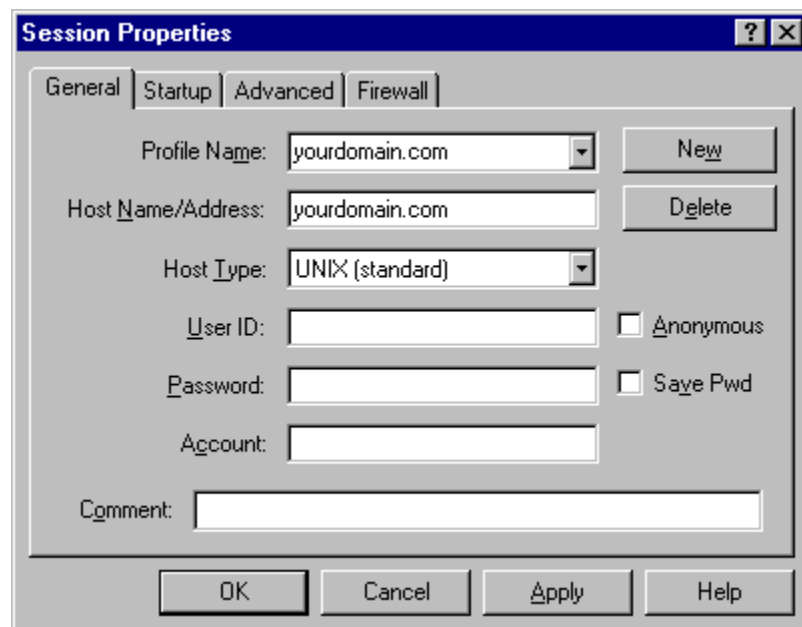 Session Properties
General Startup Advanced Firewall
Profile Name: yourdomain.com New
Host Name/Address: yourdomain.com Delete
Host Type: UNIX (standard)
User ID: Anonymous
Password: Save Pwd
Account:
Comment:
OK Cancel Apply Help